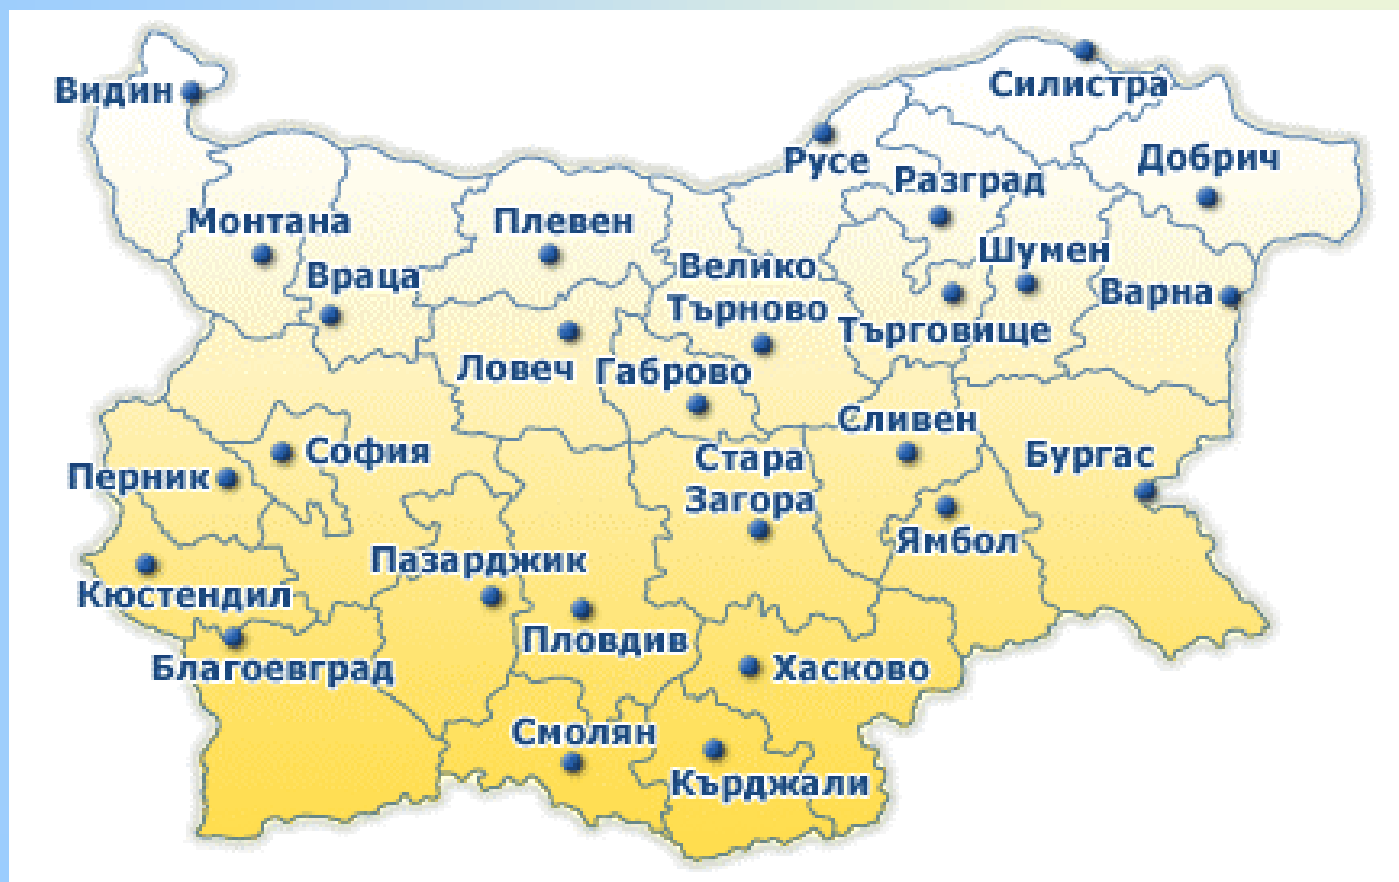 Силистра
Видин
Добрич
Русе
Разград
Монтана
Плевен
Шумен
Велико
Търново
Враца
Варна
Търговище
Ловеч
Габрово
Сливен
София
Бургас
Стара
Загора
Перник
Ямбол
Пазарджик
Кюстендил
Пловдив
Благоевград
Хасково
Смолян
Кърджали